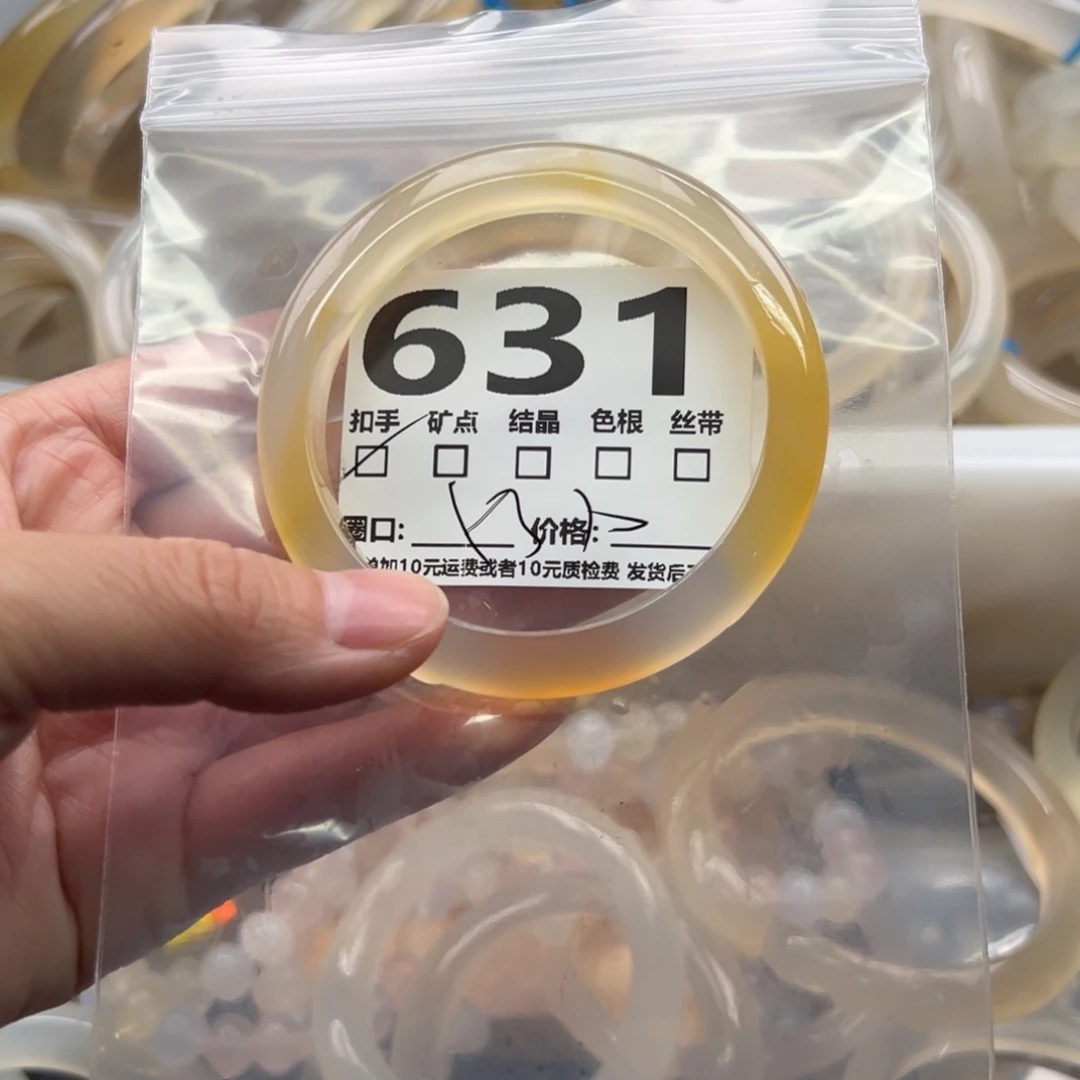 631
扣手 矿点 结晶 色根 丝带
圈口: 价格:
加10元运费或者10元质检费 发货后